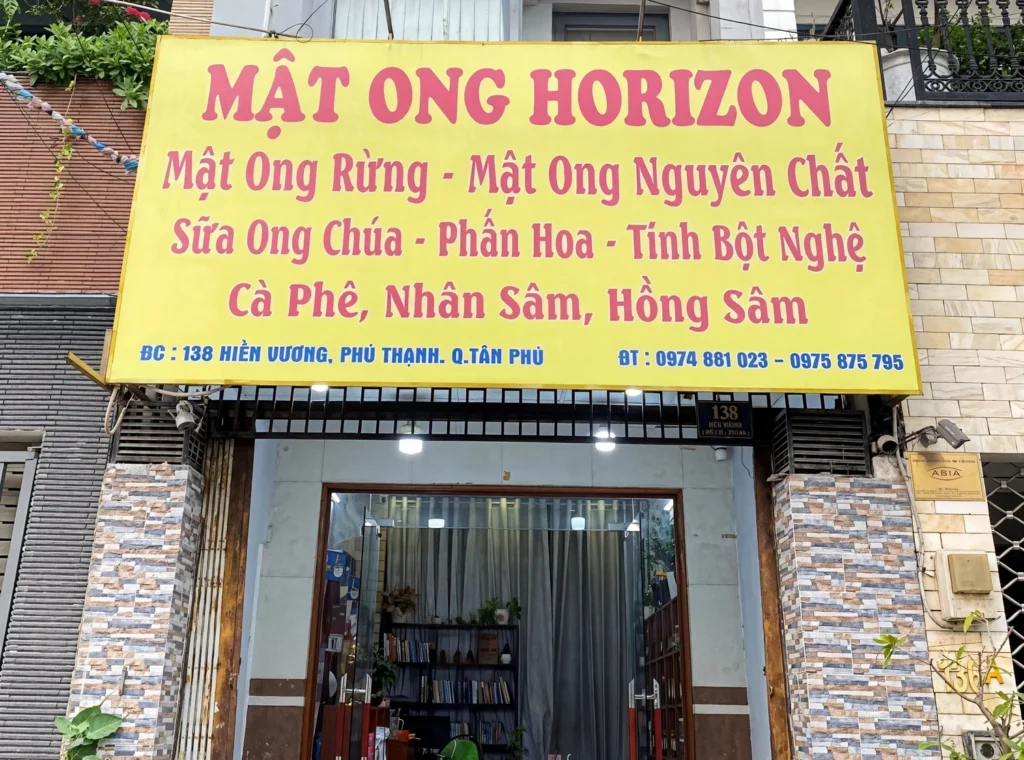 MẬT ONG HORIZON
Mật Ong Rừng - Mật Ong Nguyên Chất
Sữa Ong Chúa - Phấn Hoa - Tinh Bột Nghệ
Cà Phê, Nhân Sâm, Hồng Sâm
ĐC : 138 HIỀN VƯƠNG, PHÚ THẠNH. Q.TÂN PHÚ
ĐT : 0974 881 023 - 0975 875 795
138
ABIA